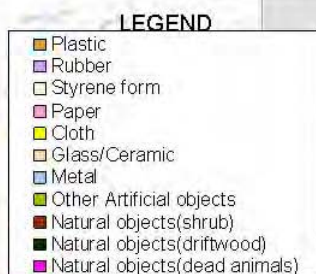 LEGEND
Plastic
Rubber
Styrene form
Paper
Cloth
Glass/Ceramic
Metal
Other Artificial objects
Natural objects(shrub)
Natural objects(driftwood)
Natural objects(dead animals)